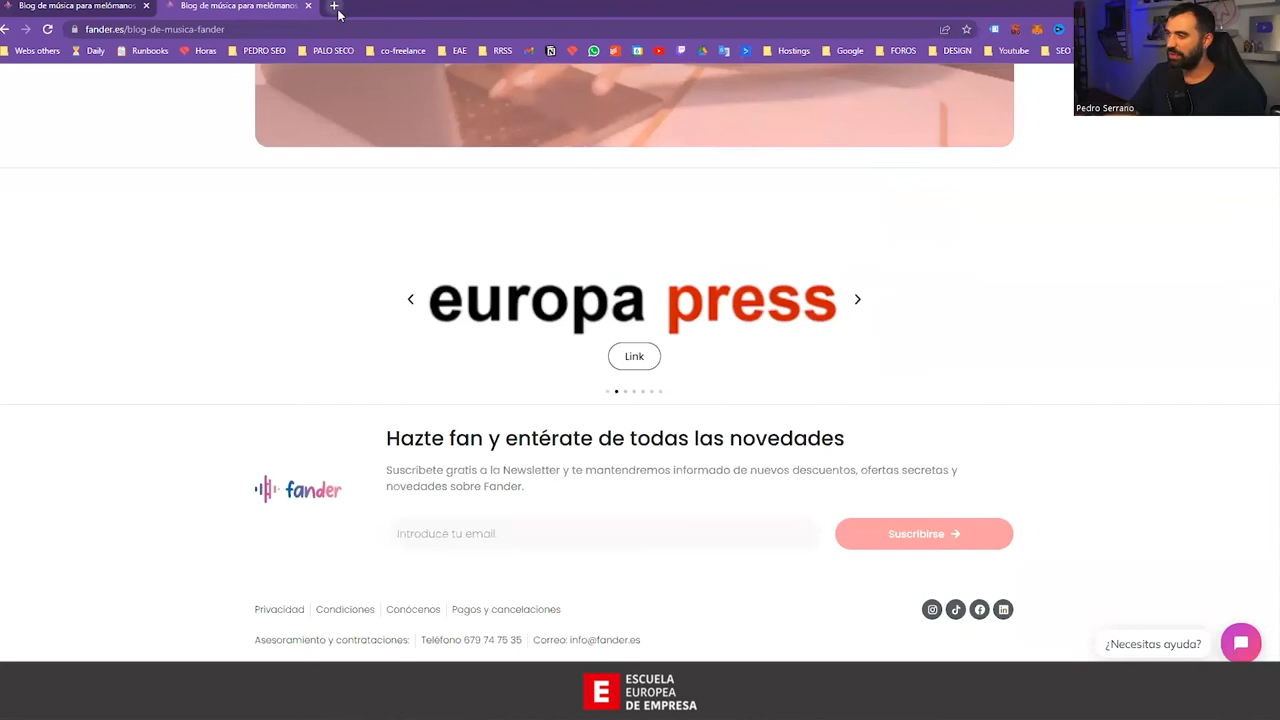 Blog de música para melómanos
Blog de música para melómanos
fander.es/blog-de-musica-fander
Webs others
Daily
Runbooks
Horas
PEDRO SEO
PALO SECO
co-freelance
EAE
RRSS
Hostings
Google
FOROS
DESIGN
Youtube
SEO
Pedro Serrano
europa press
Link
Hazte fan y entérate de todas las novedades
Suscríbete gratis a la Newsletter y te mantendremos informado de nuevos descuentos, ofertas secretas y
novedades sobre Fander.
fander
Introduce tu email
Suscribirse
Privacidad
Condiciones
Conócenos
Pagos y cancelaciones
Asesoramiento y contrataciones:
Teléfono 679 74 75 35
Correo: info@fander.es
¿Necesitas ayuda?
E
ESCUELA
EUROPEA
DE EMPRESA